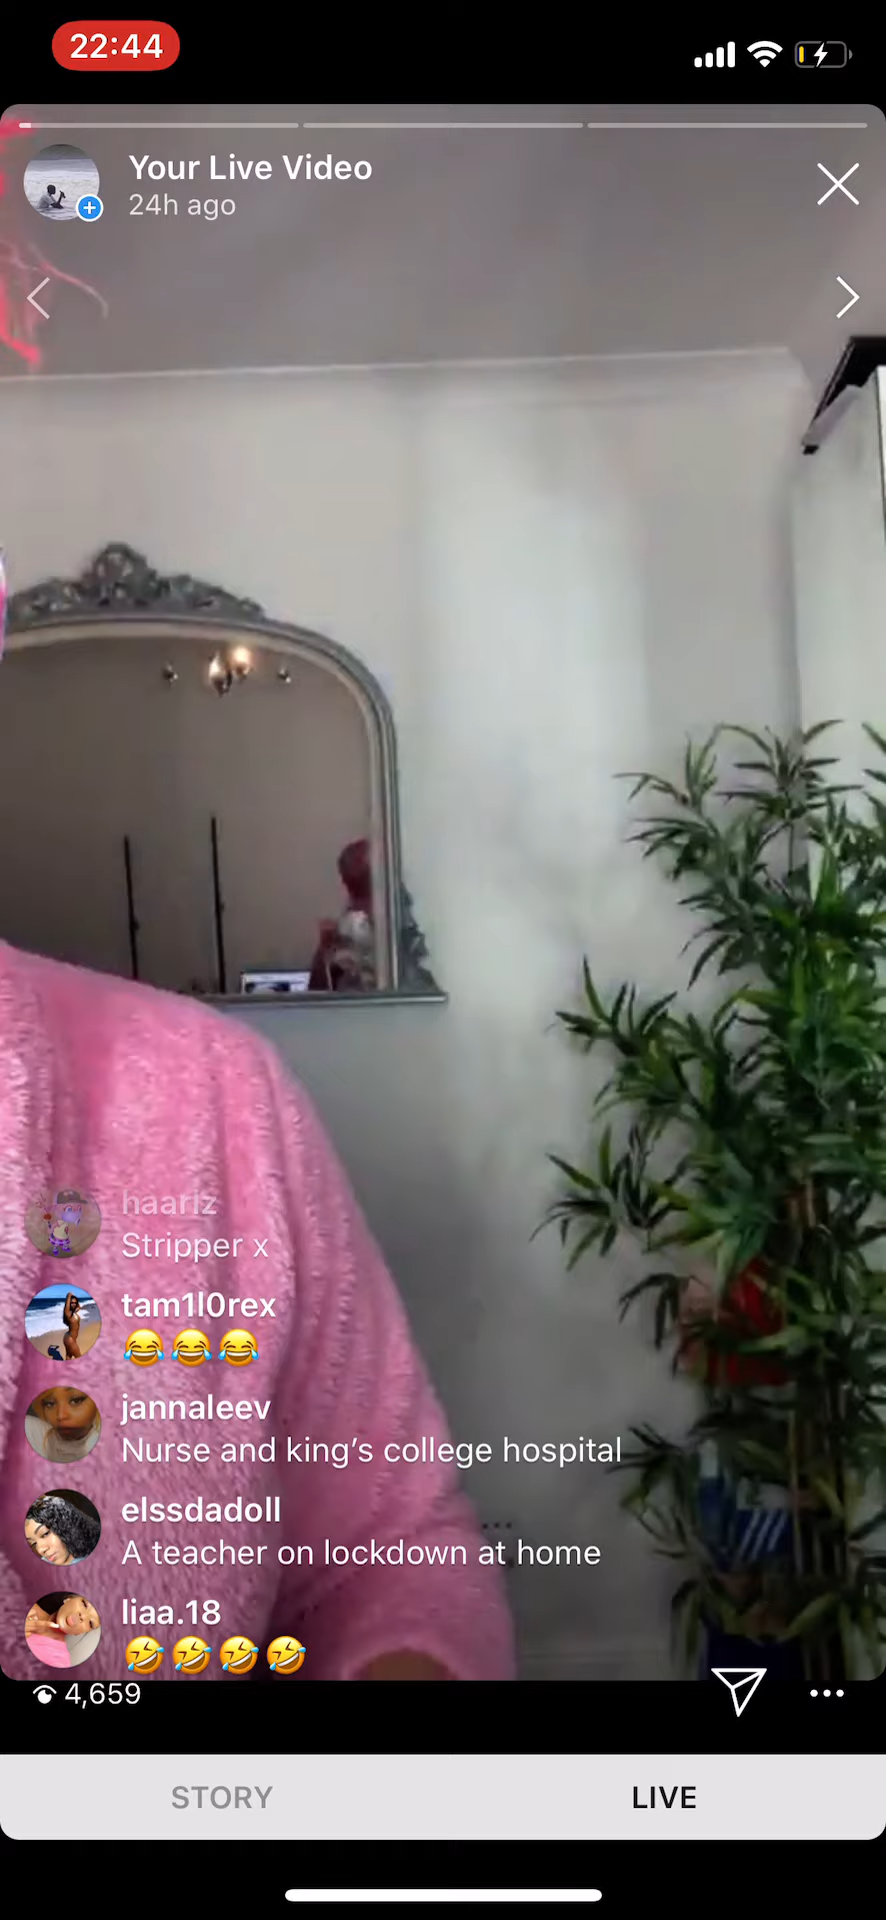 22:44
Your Live Video
24h ago
haariz
Stripper x
tam1l0rex
😂😂😂
jannaleev
Nurse and king’s college hospital
elssdadoll
A teacher on lockdown at home
liaa.18
🤣🤣🤣🤣
4,659
STORY
LIVE